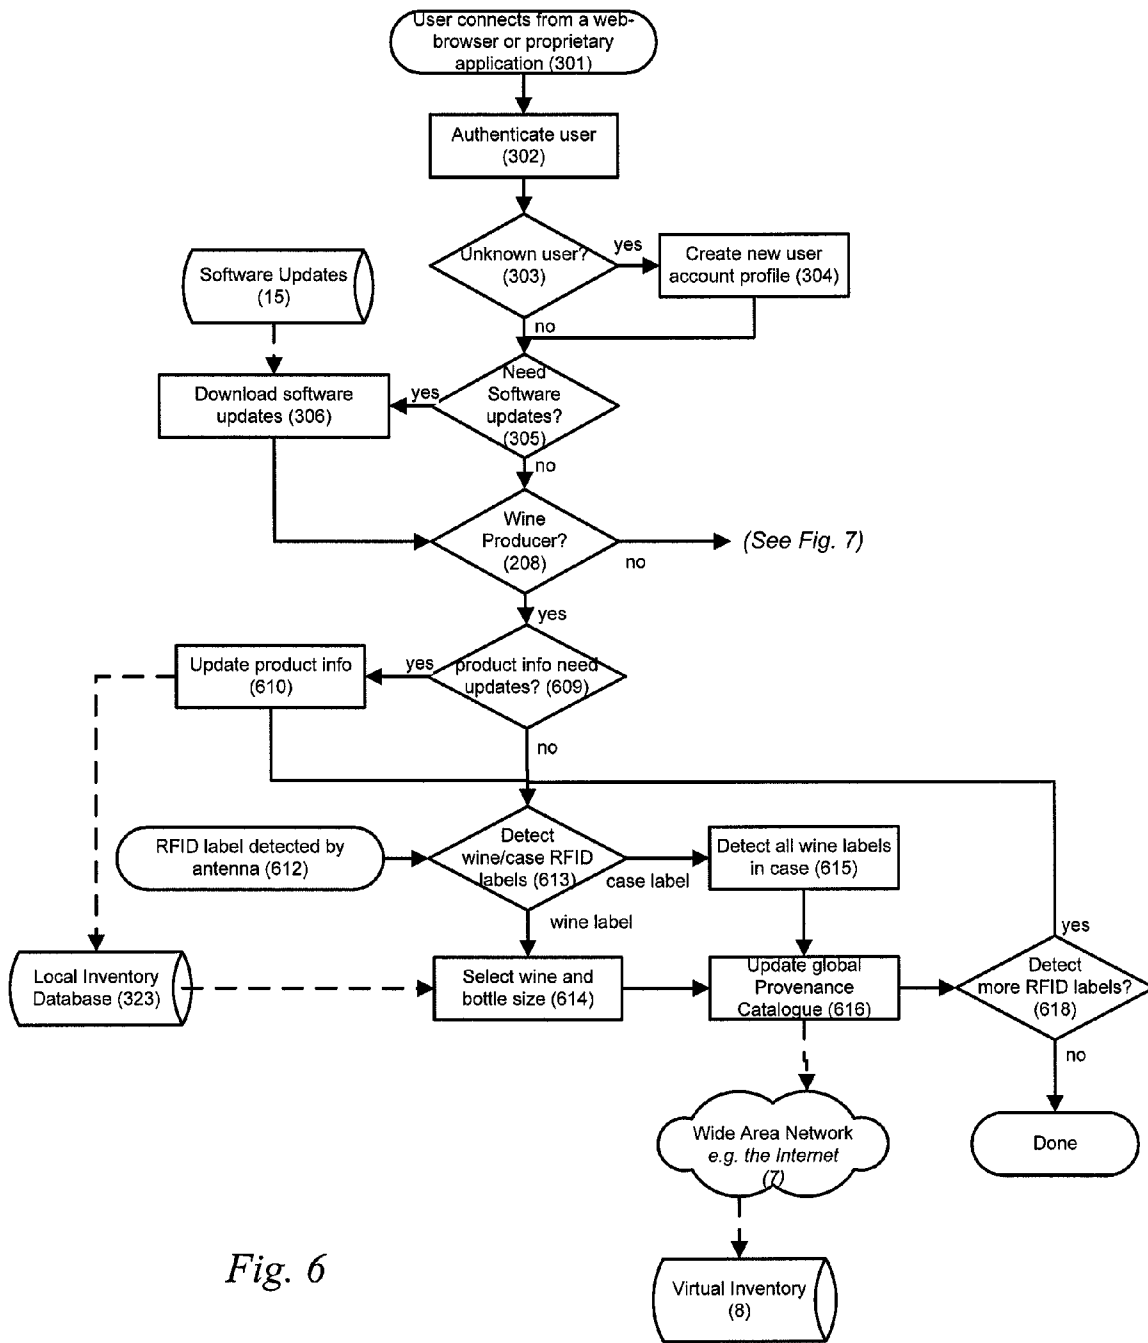 User connects from a web-
browser or proprietary
application (301)
Authenticate user
(302)
Unknown user?
(303)
yes
Create new user
account profile (304)
no
Software Updates
(15)
Need
Software
updates?
(305)
yes
Download software
updates (306)
no
Wine
Producer?
(208)
no
(See Fig. 7)
yes
product info need
updates? (609)
yes
Update product info
(610)
no
RFID label detected by
antenna (612)
Detect
wine/case RFID
labels (613)
case label
Detect all wine labels
in case (615)
wine label
yes
Local Inventory
Database (323)
Select wine and
bottle size (614)
Update global
Provenance
Catalogue (616)
Detect
more RFID labels?
(618)
no
Wide Area Network
e.g. the Internet
(7)
Done
Virtual Inventory
(8)
Fig. 6